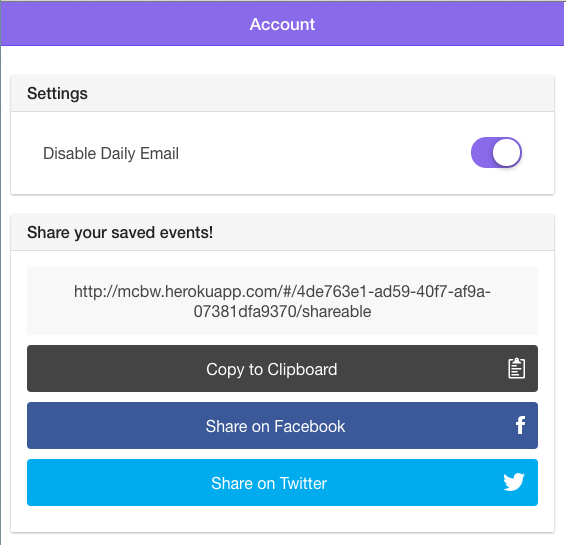 Account
Settings
Disable Daily Email
Share your saved events!
http://mcbw.herokuapp.com/#/4de763e1-ad59-40f7-af9a-
07381dfa9370/shareable
Copy to Clipboard
Share on Facebook
Share on Twitter